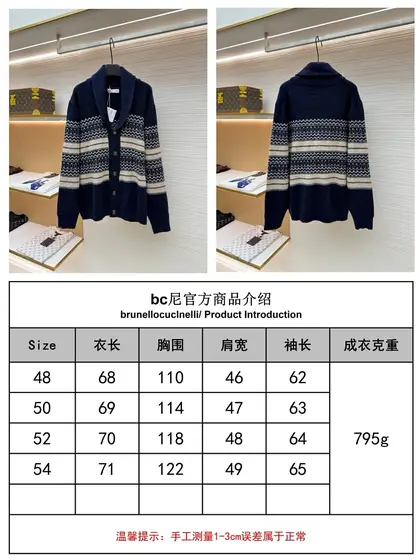 bc尼官方商品介绍
brunellocuclnelli/ Product Introduction
Size 衣长 胸围 肩宽 袖长 成衣克重
48 68 110 46 62
50 69 114 47 63
52 70 118 48 64
54 71 122 49 65
795g
温馨提示：手工测量1-3cm误差属于正常